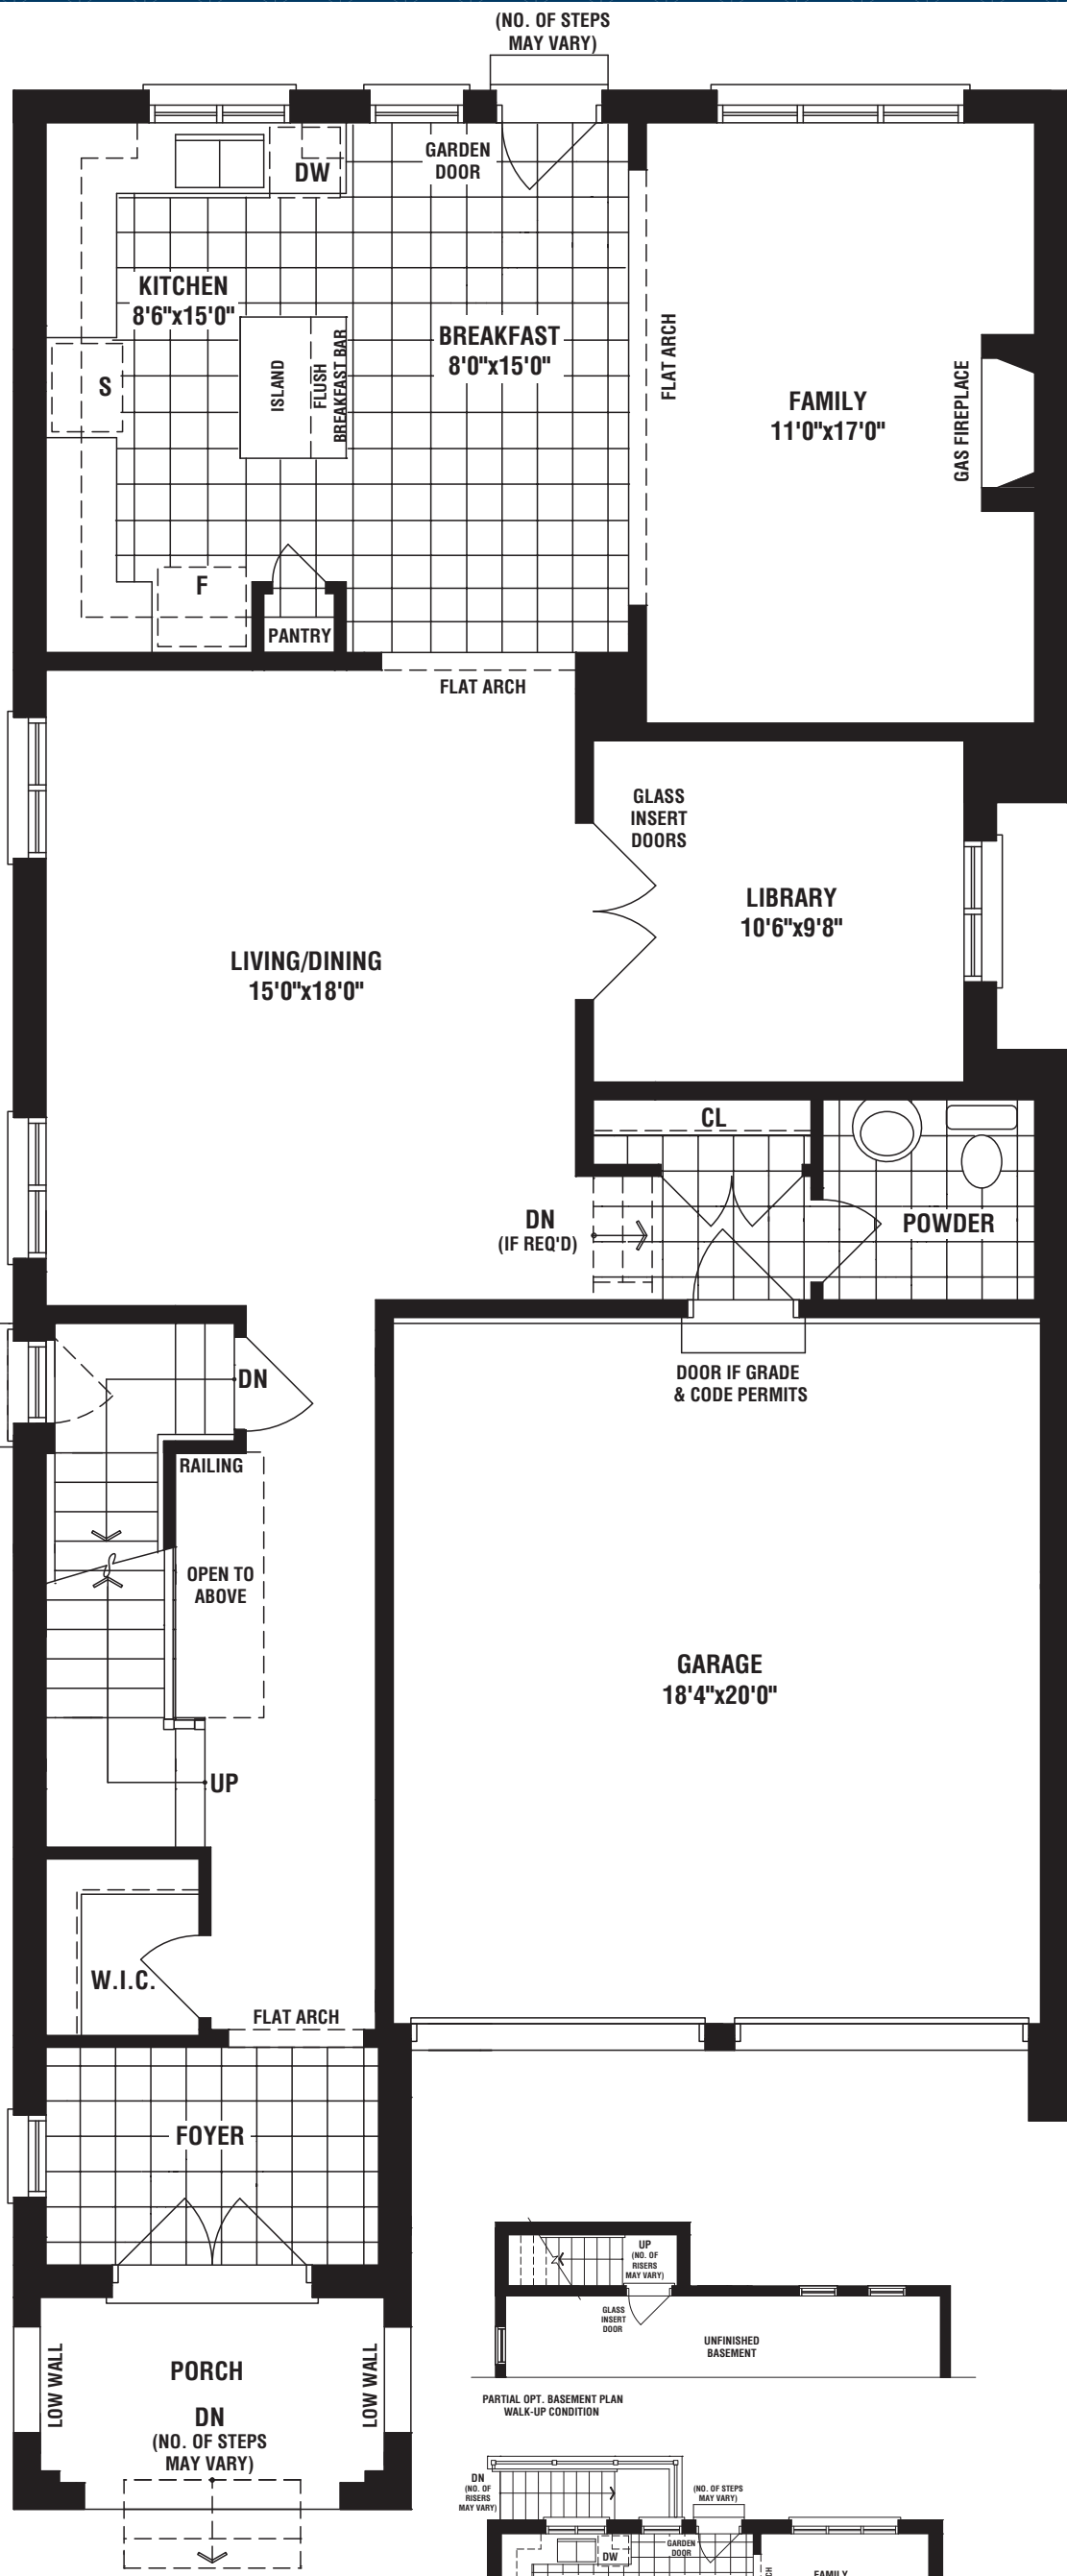 (NO. OF STEPS
MAY VARY)
GARDEN
DOOR
DW
KITCHEN
8'6"x15'0"
BREAKFAST
8'0"x15'0"
ISLAND
FLUSH
BREAKFAST BAR
FLAT ARCH
FAMILY
11'0"x17'0"
GAS FIREPLACE
S
F
PANTRY
FLAT ARCH
GLASS
INSERT
DOORS
LIBRARY
10'6"x9'8"
LIVING/DINING
15'0"x18'0"
CL
DN
(IF REQ'D)
POWDER
DN
DOOR IF GRADE
& CODE PERMITS
RAILING
OPEN TO
ABOVE
GARAGE
18'4"x20'0"
UP
W.I.C.
FLAT ARCH
FOYER
LOW WALL
PORCH
LOW WALL
DN
(NO. OF STEPS
MAY VARY)
UP
(NO. OF
RISERS
MAY VARY)
GLASS
INSERT
DOOR
UNFINISHED
BASEMENT
PARTIAL OPT. BASEMENT PLAN
WALK-UP CONDITION
DN
(NO. OF
RISERS
MAY VARY)
(NO. OF STEPS
MAY VARY)
GARDEN
DOOR
DW
FAMILY